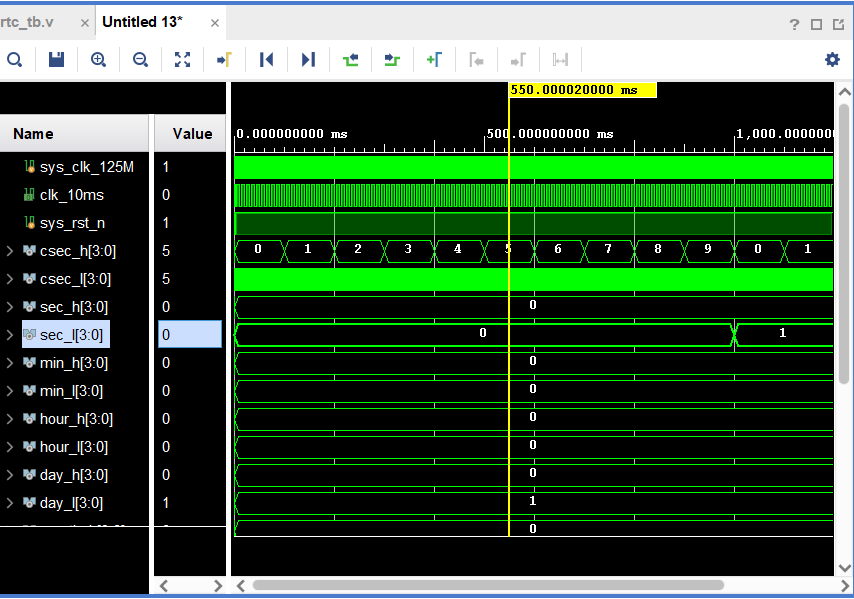 rtc_tb.v × Untitled 13* ×
?
550.000020000 ms
Name Value
0.000000000 ms 500.000000000 ms 1,000.0000000
sys_clk_125M 1
clk_10ms 0
sys_rst_n 1
csec_h[3:0] 5 0 1 2 3 4 5 6 7 8 9 0 1
csec_l[3:0] 5
sec_h[3:0] 0 0
sec_l[3:0] 0 0 1
min_h[3:0] 0 0
min_l[3:0] 0 0
hour_h[3:0] 0 0
hour_l[3:0] 0 0
day_h[3:0] 0 0
day_l[3:0] 1 1
0